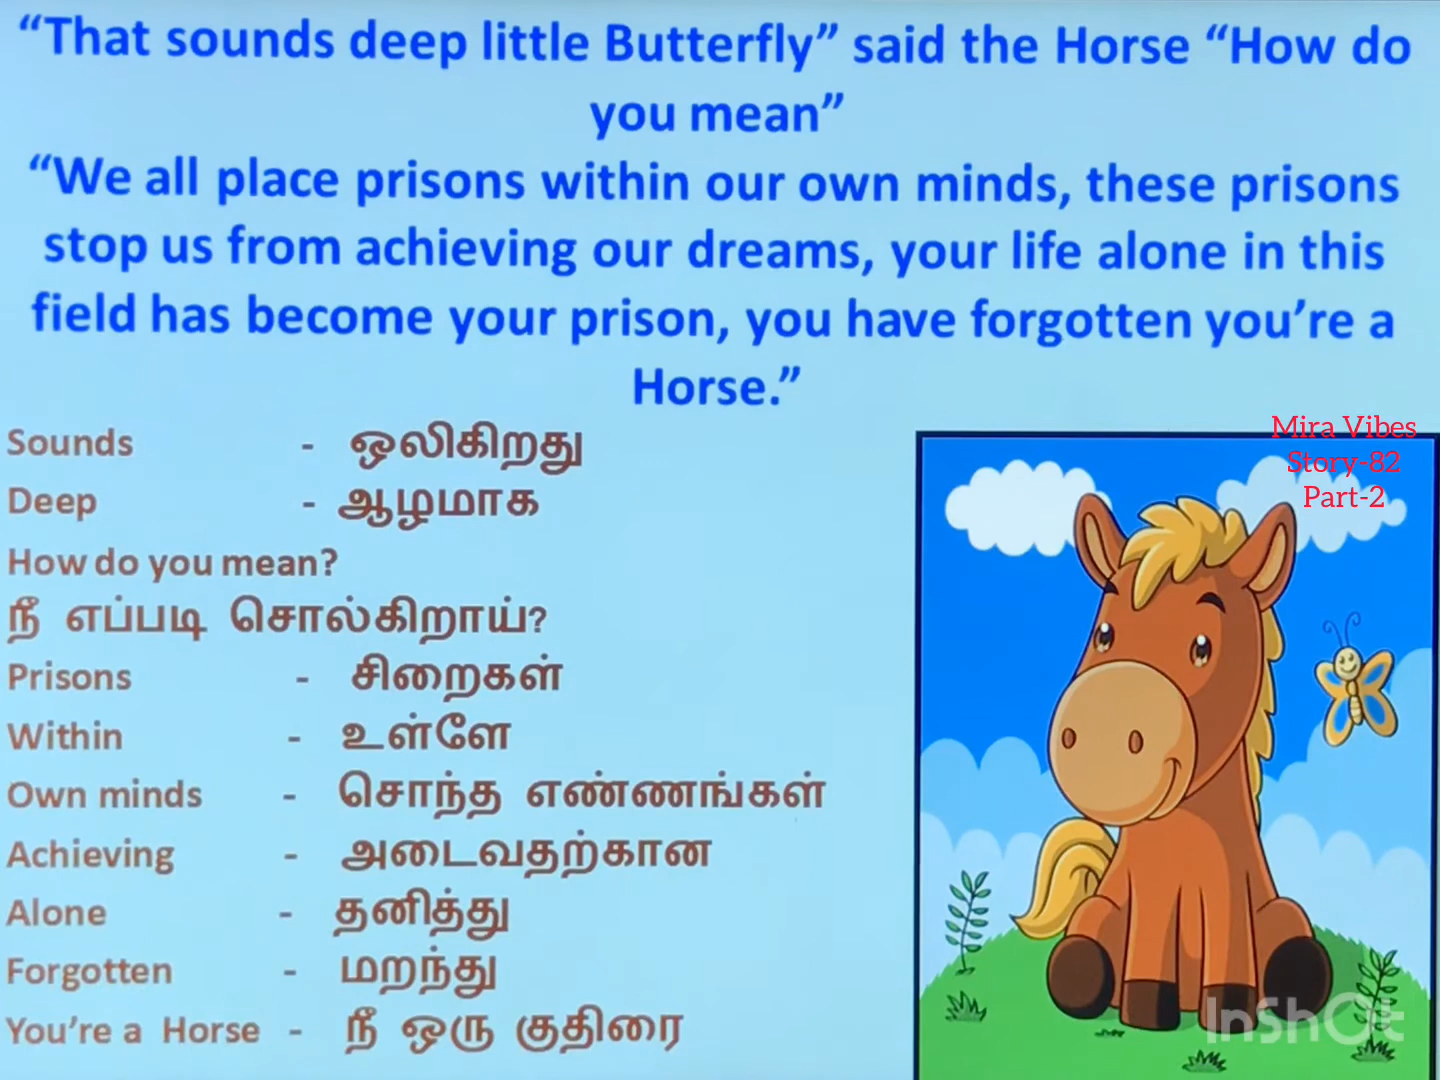 “That sounds deep little Butterfly” said the Horse “How do
you mean”
“We all place prisons within our own minds, these prisons
stop us from achieving our dreams, your life alone in this
field has become your prison, you have forgotten you’re a
Horse.”
Sounds - ஒலிகிறது
Deep - ஆழமாக
How do you mean?
நீ எப்படி சொல்கிறாய்?
Prisons - சிறைகள்
Within - உள்ளே
Own minds - சொந்த எண்ணங்கள்
Achieving - அடைவதற்கான
Alone - தனித்து
Forgotten - மறந்து
You’re a Horse - நீ ஒரு குதிரை
Mira Vibes
Story-82
Part-2
InShOt